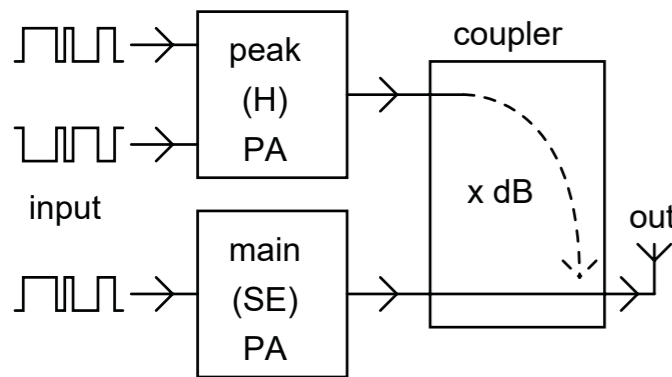 coupler
peak
(H)
PA
x dB
input
out
main
(SE)
PA